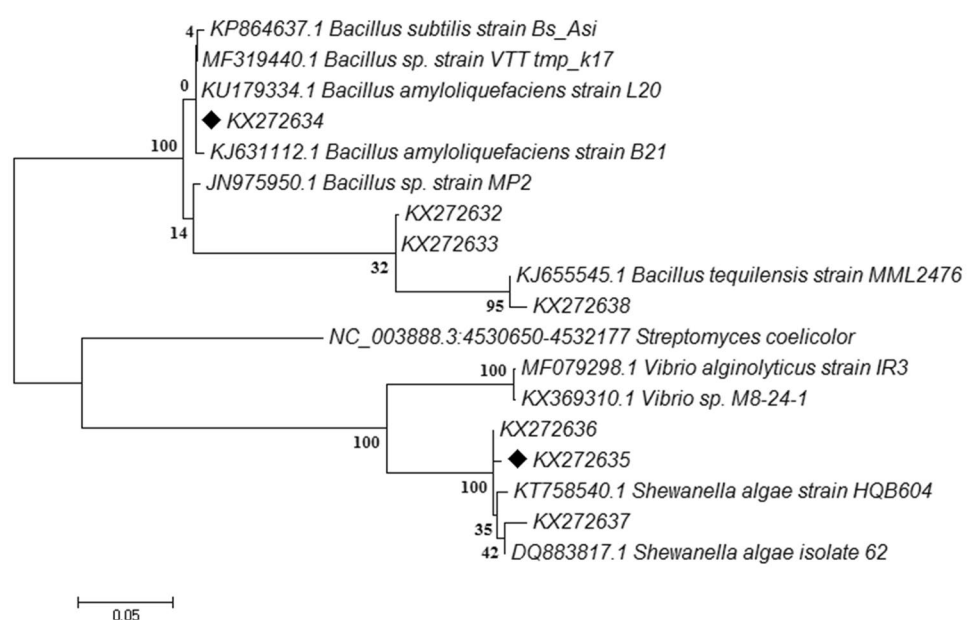 4
KP864637.1 Bacillus subtilis strain Bs_Asi
MF319440.1 Bacillus sp. strain VTT tmp_k17
0
KU179334.1 Bacillus amyloliquefaciens strain L20
KX272634
100
KJ631112.1 Bacillus amyloliquefaciens strain B21
JN975950.1 Bacillus sp. strain MP2
KX272632
14
KX272633
32
KJ655545.1 Bacillus tequilensis strain MML2476
95
KX272638
NC_003888.3:4530650-4532177 Streptomyces coelicolor
100
MF079298.1 Vibrio alginolyticus strain IR3
KX369310.1 Vibrio sp. M8-24-1
100
KX272636
KX272635
100
KT758540.1 Shewanella algae strain HQB604
35
KX272637
42
DQ883817.1 Shewanella algae isolate 62
0.05